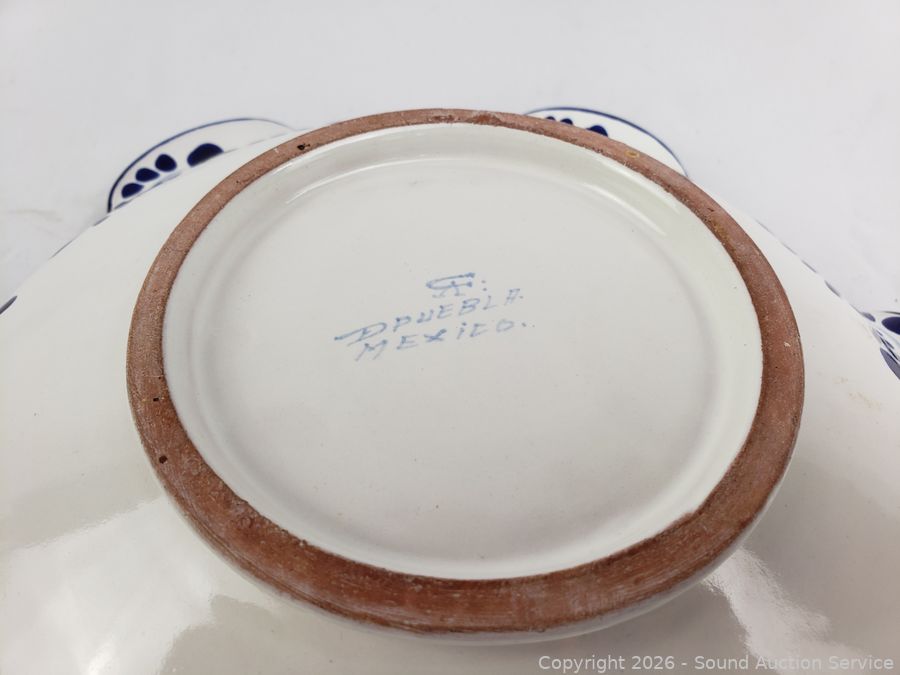 D PUEBLA
MEXICO..
Copyright 2026 - Sound Auction Service